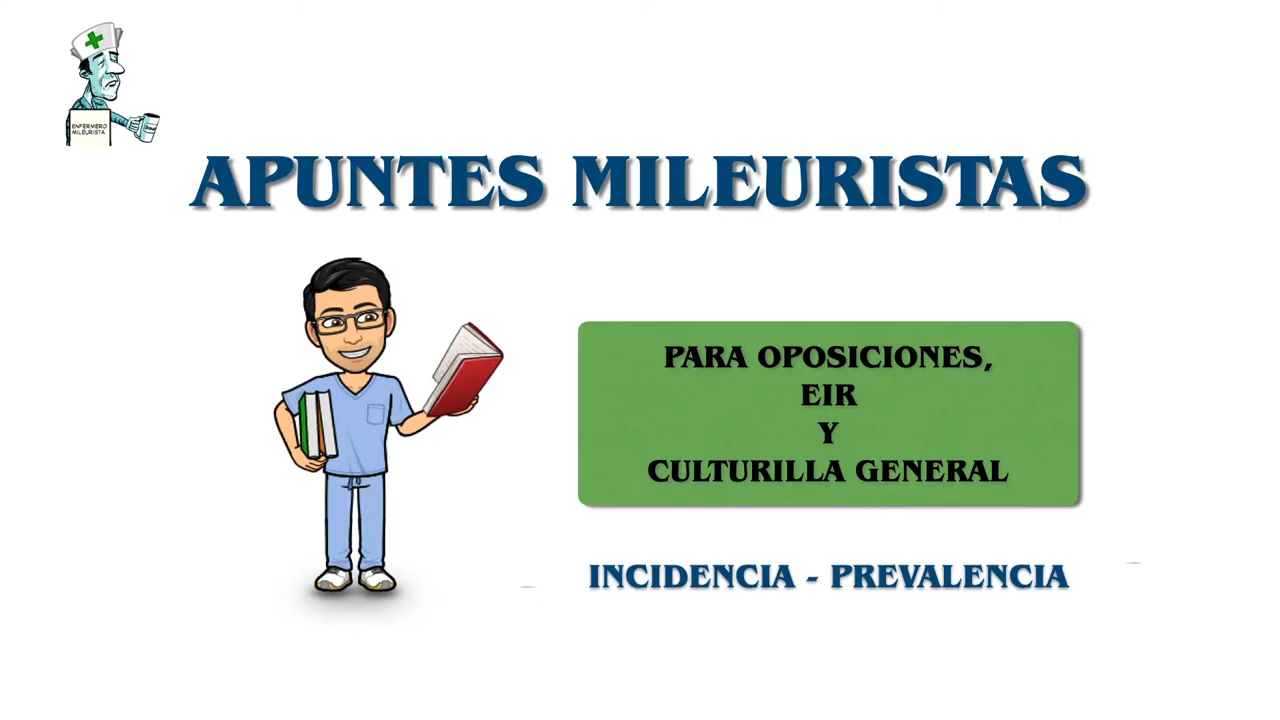 ENFERMERO
MILEURISTA
APUNTES MILEURISTAS
PARA OPOSICIONES,
EIR
Y
CULTURILLA GENERAL
INCIDENCIA - PREVALENCIA